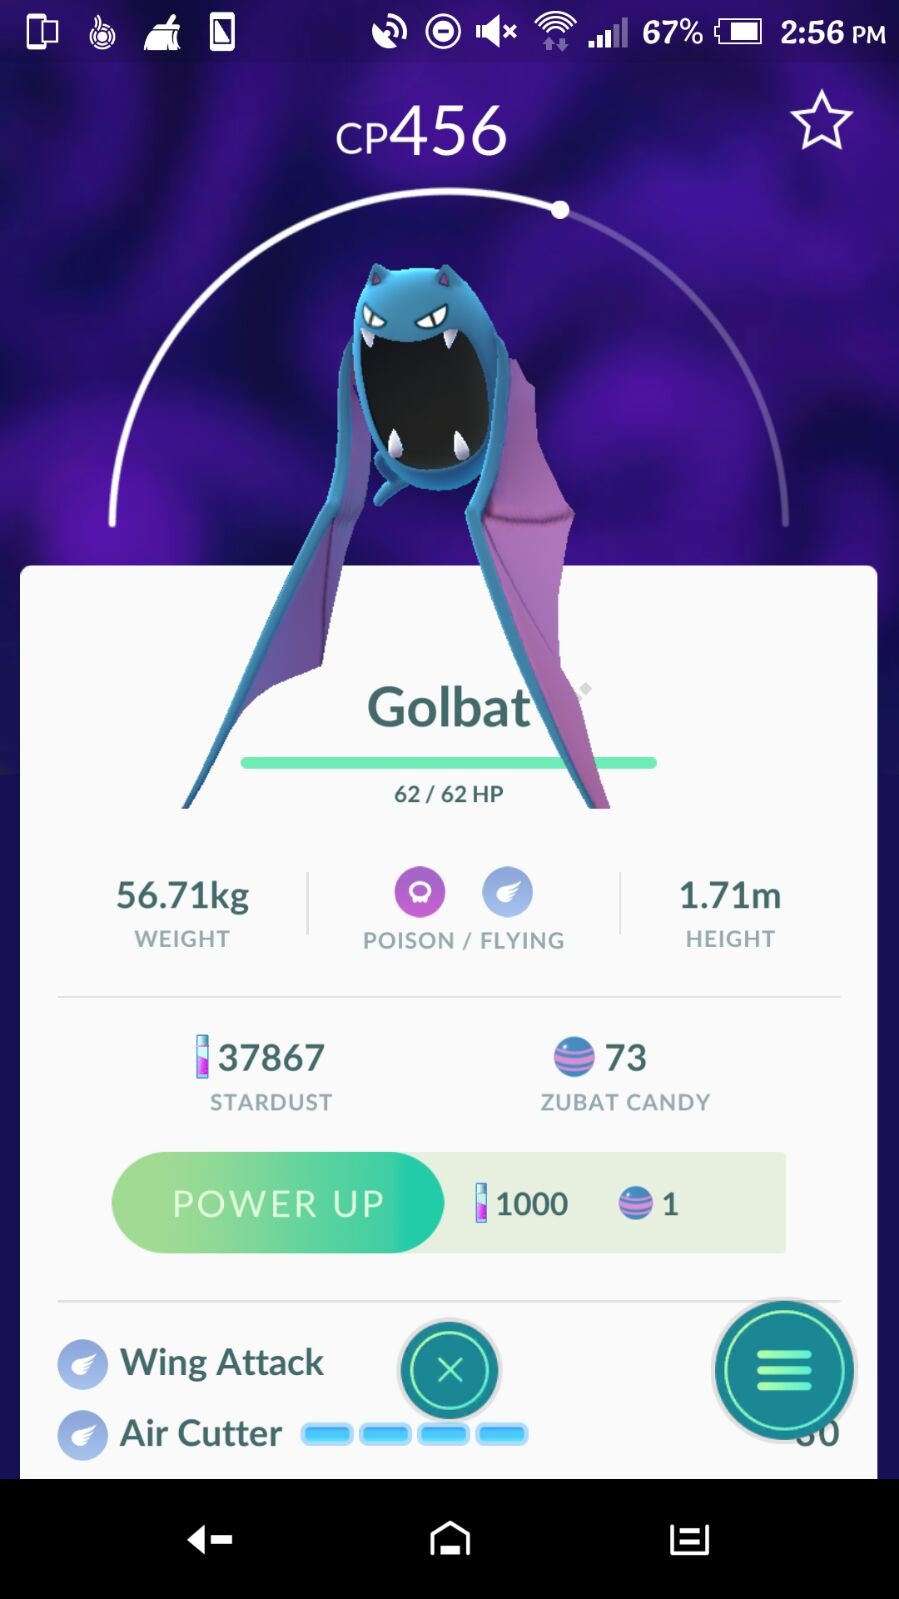 67% 2:56 PM
CP456
Golbat
62 / 62 HP
56.71kg
WEIGHT
POISON / FLYING
1.71m
HEIGHT
37867
STARDUST
73
ZUBAT CANDY
POWER UP 1000 1
Wing Attack
Air Cutter